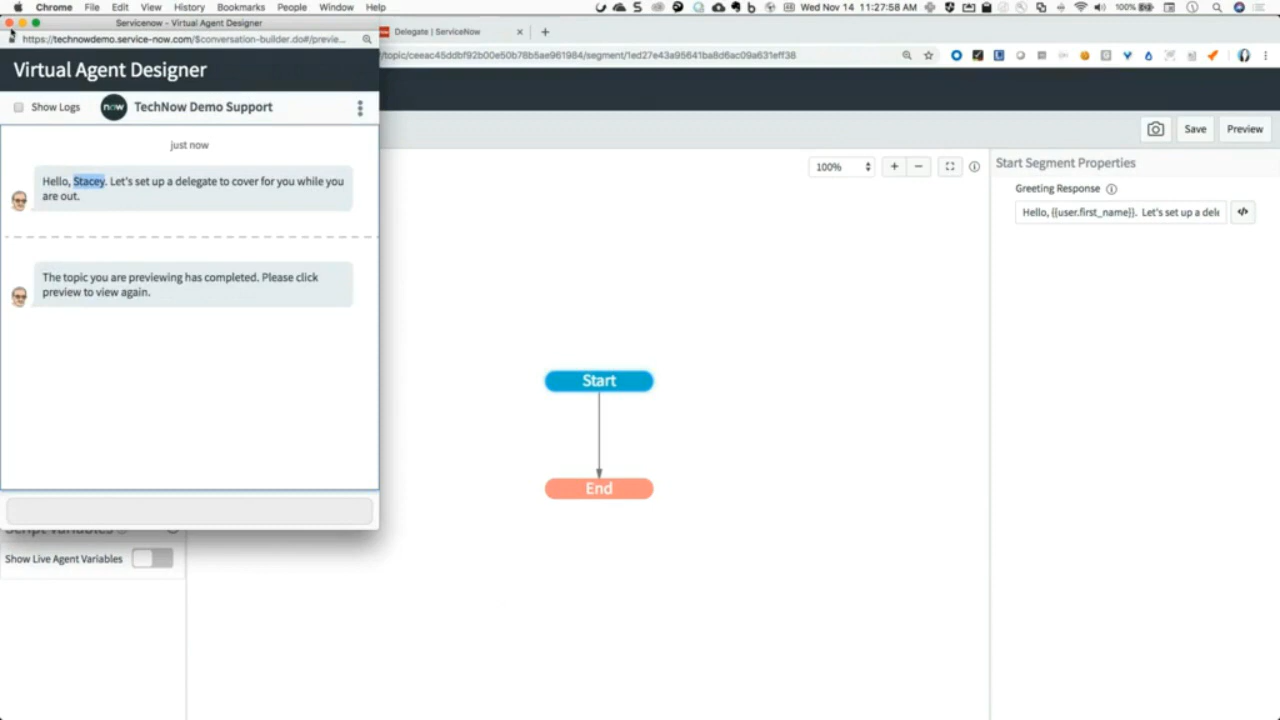 Chrome File Edit View History Bookmarks People Window Help
100% Wed Nov 14 11:27:58 AM
Servicenow - Virtual Agent Designer
Delegate | ServiceNow
https://technowdemo.service-now.com/$conversation-builder.do#/previe...
/topic/ceeac45ddbf92b00e50b78b5ae961984/segment/1ed27e43a95641ba8d6ac09a631eff38
Virtual Agent Designer
Show Logs
now
TechNow Demo Support
Save
Preview
just now
Hello, Stacey. Let's set up a delegate to cover for you while you
are out.
The topic you are previewing has completed. Please click
preview to view again.
100%
Start Segment Properties
Greeting Response
Hello, {{user.first_name}}. Let's set up a dele
Start
End
Script Variables
Show Live Agent Variables